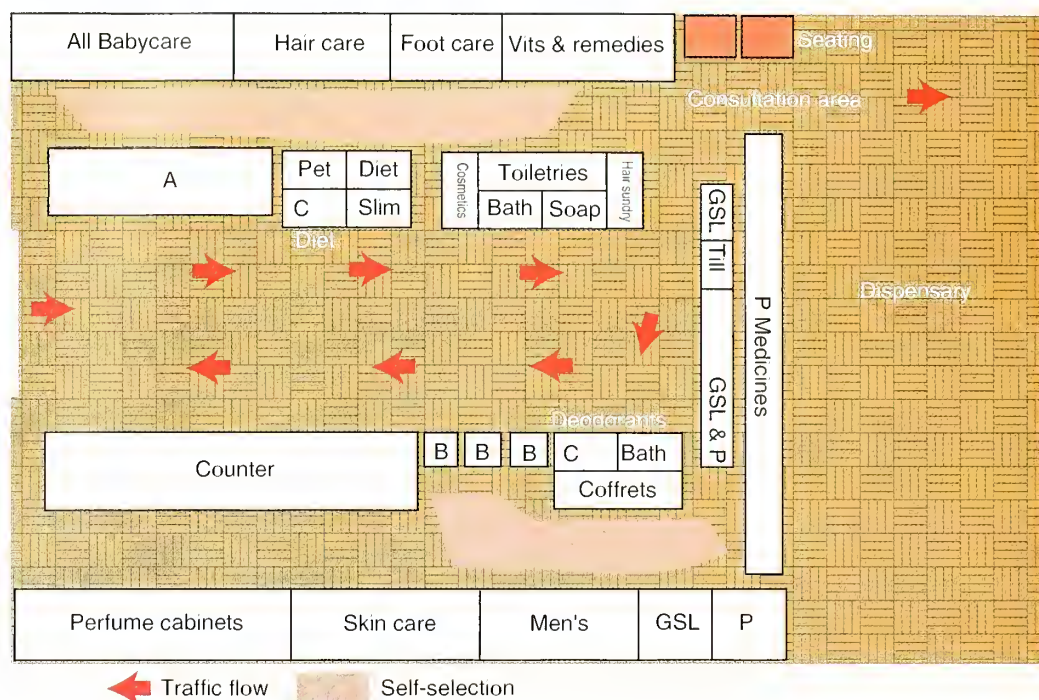 All Babycare
Hair care
Foot care
Vits & remedies
Seating
Consultation area
A
Pet
Diet
C
Slim
Diet
Cosmetics
Toiletries
Bath
Soap
Hair sundry
GSL
Till
GSL & P
P Medicines
Dispensary
Deodorants
Counter
B
B
B
C
Bath
Coffrets
Perfume cabinets
Skin care
Men's
GSL
P
Traffic flow
Self-selection